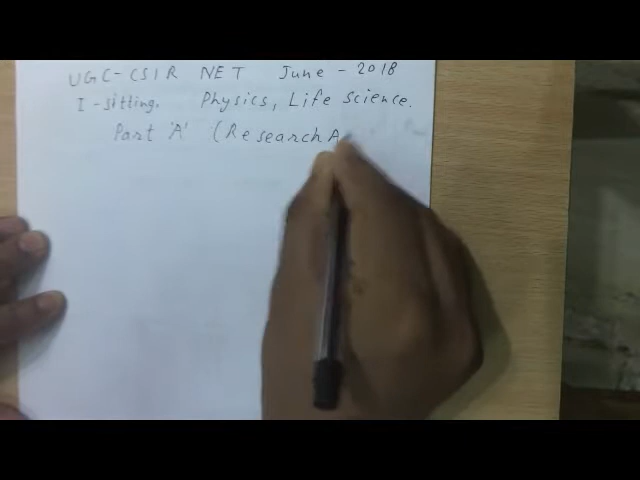 UGC-CSIR NET June - 2018
I-sitting. Physics, Life Science.
Part 'A' (Research A